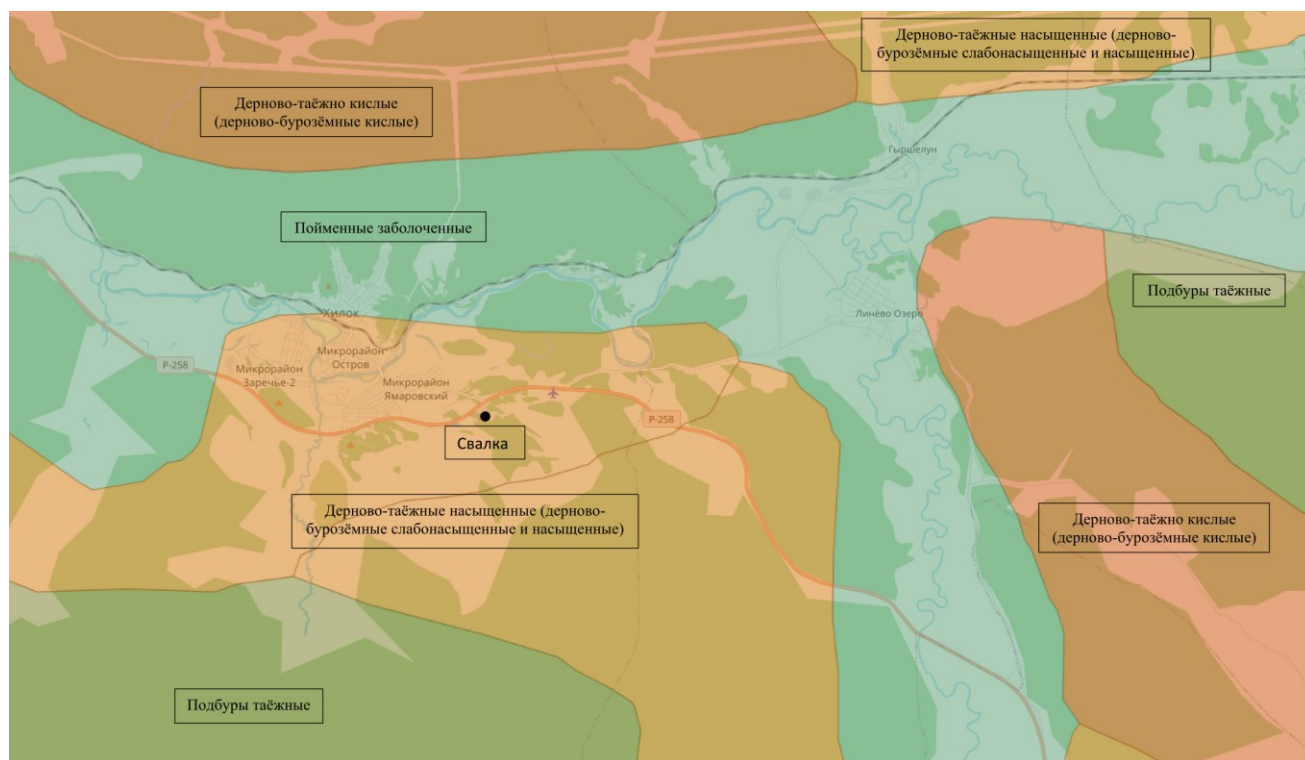 Дерново-таёжные насыщенные (дерново-
бурозёмные слабонасыщенные и насыщенные)
Дерново-таёжно кислые
(дерново-бурозёмные кислые)
Гыршелун
Пойменные заболоченные
Подбуры таёжные
Хилок
Линёво Озеро
Микрорайон
Остров
Р-258
Микрорайон
Заречье-2
Микрорайон
Ямаровский
Р-258
Свалка
Дерново-таёжные насыщенные (дерново-
бурозёмные слабонасыщенные и насыщенные)
Дерново-таёжно кислые
(дерново-бурозёмные кислые)
Подбуры таёжные